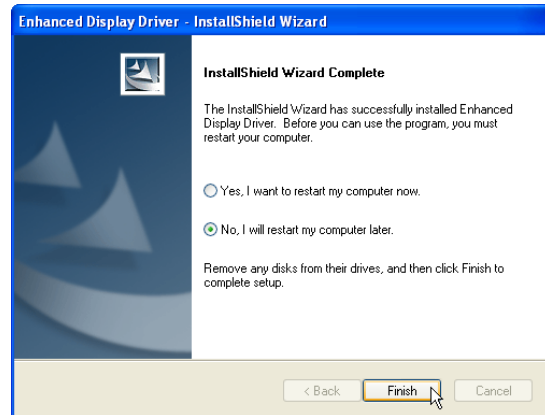 Enhanced Display Driver - InstallShield Wizard
InstallShield Wizard Complete
The InstallShield Wizard has successfully installed Enhanced
Display Driver. Before you can use the program, you must
restart your computer.
Yes, I want to restart my computer now.
No, I will restart my computer later.
Remove any disks from their drives, and then click Finish to
complete setup.
< Back Finish Cancel